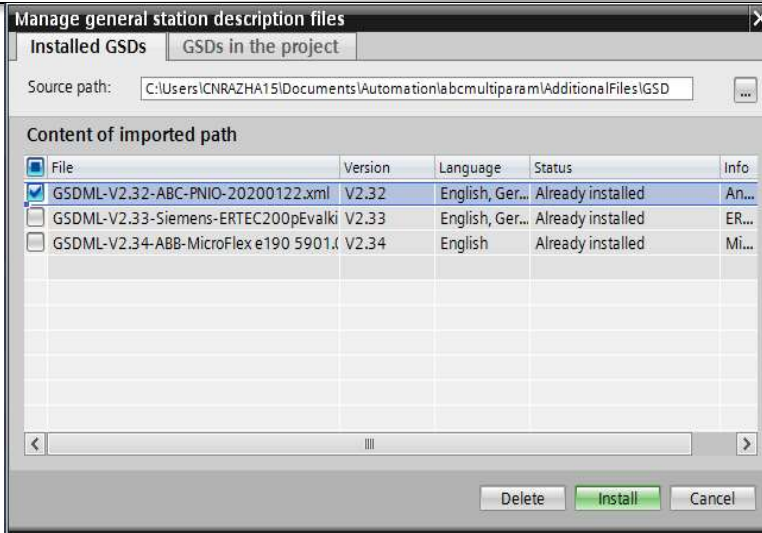 Manage general station description files
Installed GSDs GSDs in the project
Source path: C:\Users\CNRAZHA15\Documents\Automation\abcmultiparam\AdditionalFiles\GSD ...
Content of imported path
File Version Language Status Info
GSDML-V2.32-ABC-PNIO-20200122.xml V2.32 English, Ger... Already installed An...
GSDML-V2.33-Siemens-ERTEC200pEvalki V2.33 English, Ger... Already installed ER...
GSDML-V2.34-ABB-MicroFlex e190 5901.( V2.34 English Already installed Mi...
Delete Install Cancel